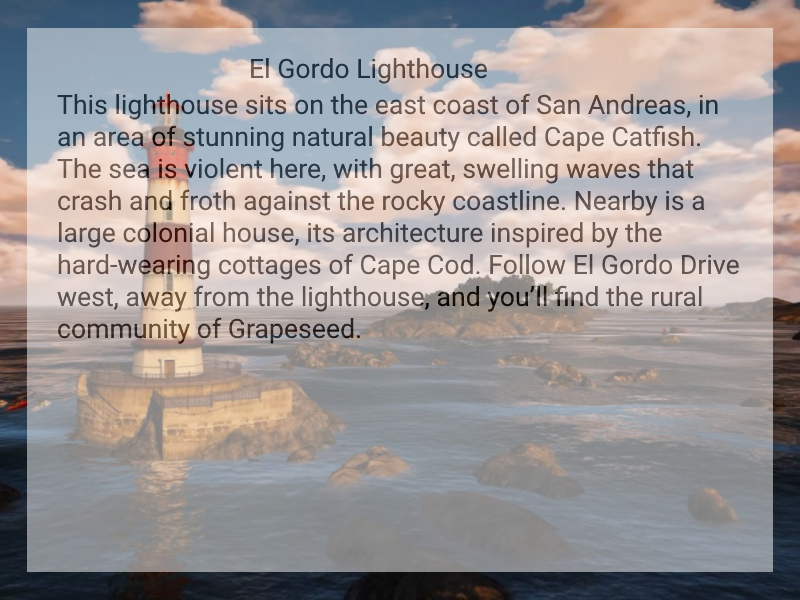 El Gordo Lighthouse
This lighthouse sits on the east coast of San Andreas, in
an area of stunning natural beauty called Cape Catfish.
The sea is violent here, with great, swelling waves that
crash and froth against the rocky coastline. Nearby is a
large colonial house, its architecture inspired by the
hard-wearing cottages of Cape Cod. Follow El Gordo Drive
west, away from the lighthouse, and you’ll find the rural
community of Grapeseed.